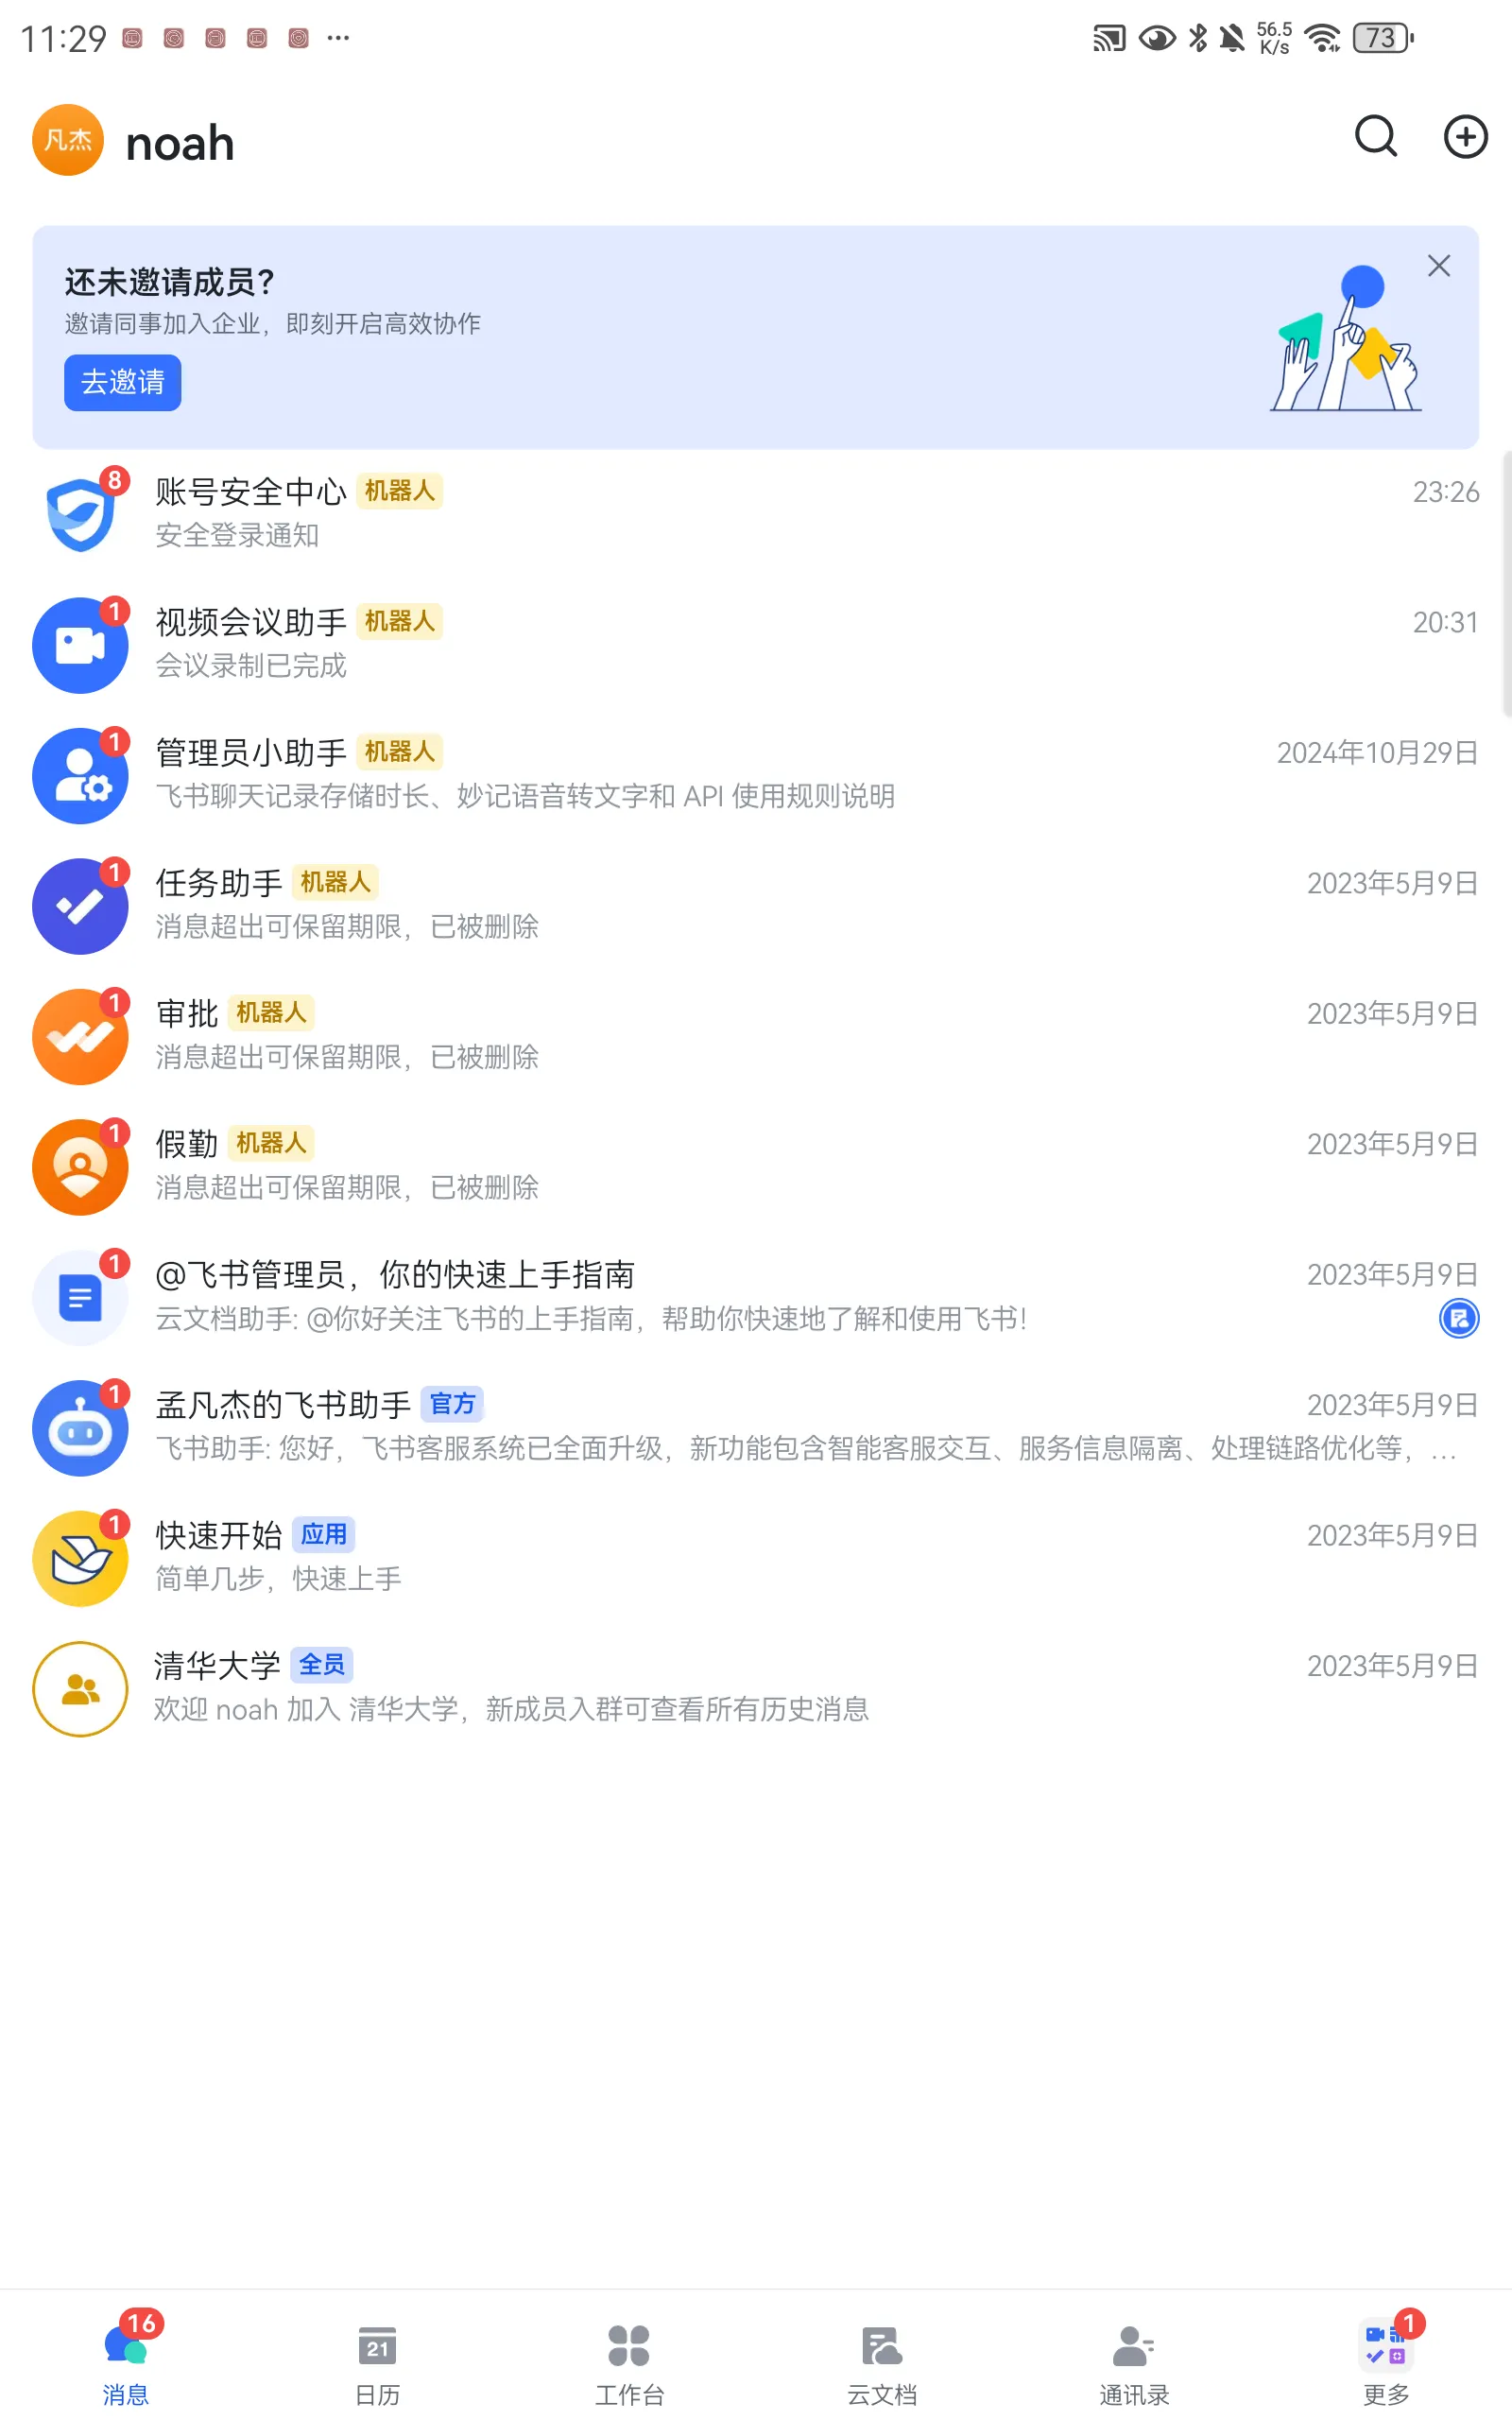 11:29
56.5
K/s
73
凡杰
noah
还未邀请成员?
邀请同事加入企业，即刻开启高效协作
去邀请
8
账号安全中心 机器人
23:26
安全登录通知
1
视频会议助手 机器人
20:31
会议录制已完成
1
管理员小助手 机器人
2024年10月29日
飞书聊天记录存储时长、妙记语音转文字和 API 使用规则说明
1
任务助手 机器人
2023年5月9日
消息超出可保留期限，已被删除
1
审批 机器人
2023年5月9日
消息超出可保留期限，已被删除
1
假勤 机器人
2023年5月9日
消息超出可保留期限，已被删除
1
@飞书管理员，你的快速上手指南
2023年5月9日
云文档助手: @你好关注飞书的上手指南，帮助你快速地了解和使用飞书！
1
孟凡杰的飞书助手 官方
2023年5月9日
飞书助手: 您好，飞书客服系统已全面升级，新功能包含智能客服交互、服务信息隔离、处理链路优化等，...
1
快速开始 应用
2023年5月9日
简单几步，快速上手
清华大学 全员
2023年5月9日
欢迎 noah 加入 清华大学，新成员入群可查看所有历史消息
16
消息
21
日历
工作台
云文档
通讯录
1
更多